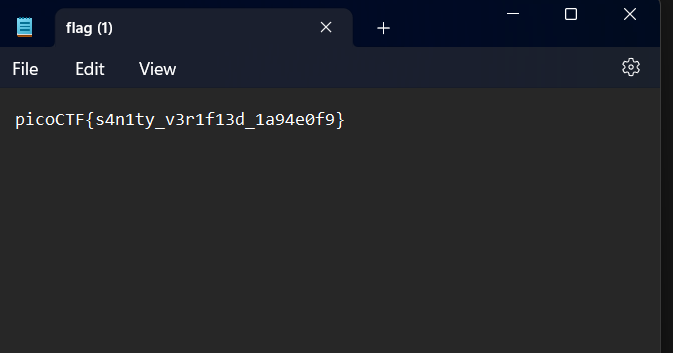 flag (1)
File Edit View
picoCTF{s4n1ty_v3r1f13d_1a94e0f9}